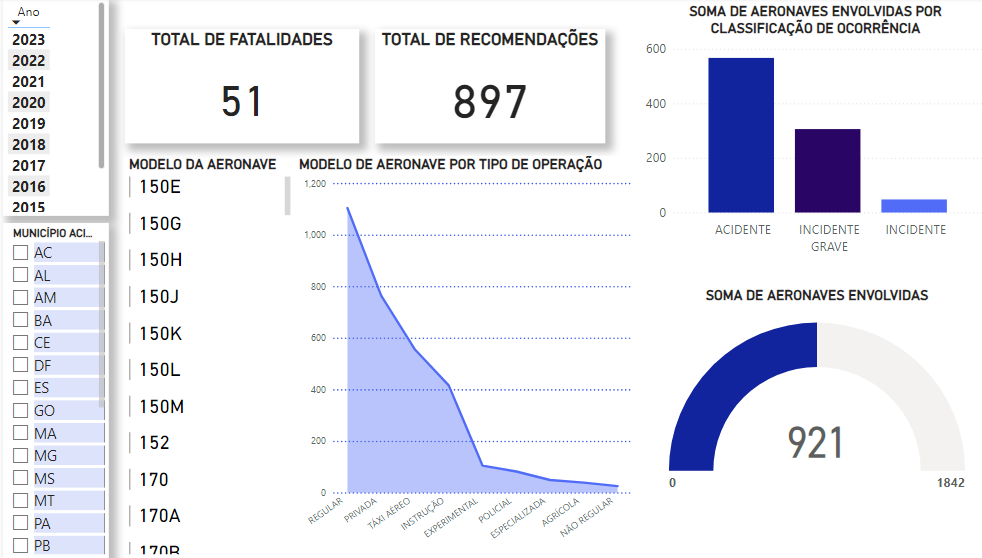 Ano
2023
2022
2021
2020
2019
2018
2017
2016
2015
MUNICÍPIO ACI...
AC
AL
AM
BA
CE
DF
ES
GO
MA
MG
MS
MT
PA
PB
TOTAL DE FATALIDADES
51
TOTAL DE RECOMENDAÇÕES
897
MODELO DA AERONAVE
150E
150G
150H
150J
150K
150L
150M
152
170
170A
170B
MODELO DE AERONAVE POR TIPO DE OPERAÇÃO
1,200
1,000
800
600
400
200
0
REGULAR
PRIVADA
TÁXI AÉREO
INSTRUÇÃO
EXPERIMENTAL
POLICIAL
ESPECIALIZADA
AGRÍCOLA
NÃO REGULAR
SOMA DE AERONAVES ENVOLVIDAS POR
CLASSIFICAÇÃO DE OCORRÊNCIA
600
400
200
0
ACIDENTE
INCIDENTE
GRAVE
INCIDENTE
SOMA DE AERONAVES ENVOLVIDAS
921
0
1842